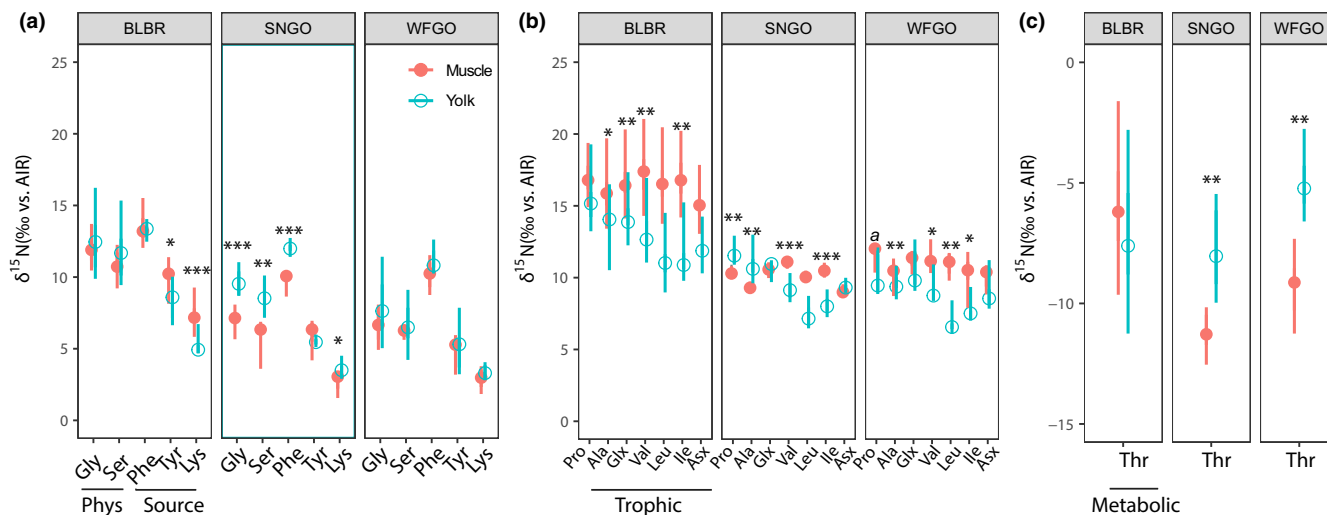 (a)
BLBR
SNGO
WFGO
δ¹⁵N(‰ vs. AIR)
25
20
15
10
5
0
Muscle
Yolk
*
***
***
**
***
*
Gly
Ser
Phe
Tyr
Lys
Gly
Ser
Phe
Tyr
Lys
Gly
Ser
Phe
Tyr
Lys
Phys
Source
(b)
BLBR
SNGO
WFGO
δ¹⁵N(‰ vs. AIR)
25
20
15
10
5
0
*
**
**
**
**
**
***
***
a
**
*
**
*
Pro
Ala
Glx
Val
Leu
Ile
Asx
Pro
Ala
Glx
Val
Leu
Ile
Asx
Pro
Ala
Glx
Val
Leu
Ile
Asx
Trophic
(c)
BLBR
SNGO
WFGO
δ¹⁵N(‰ vs. AIR)
0
−5
−10
−15
**
**
Thr
Thr
Thr
Metabolic